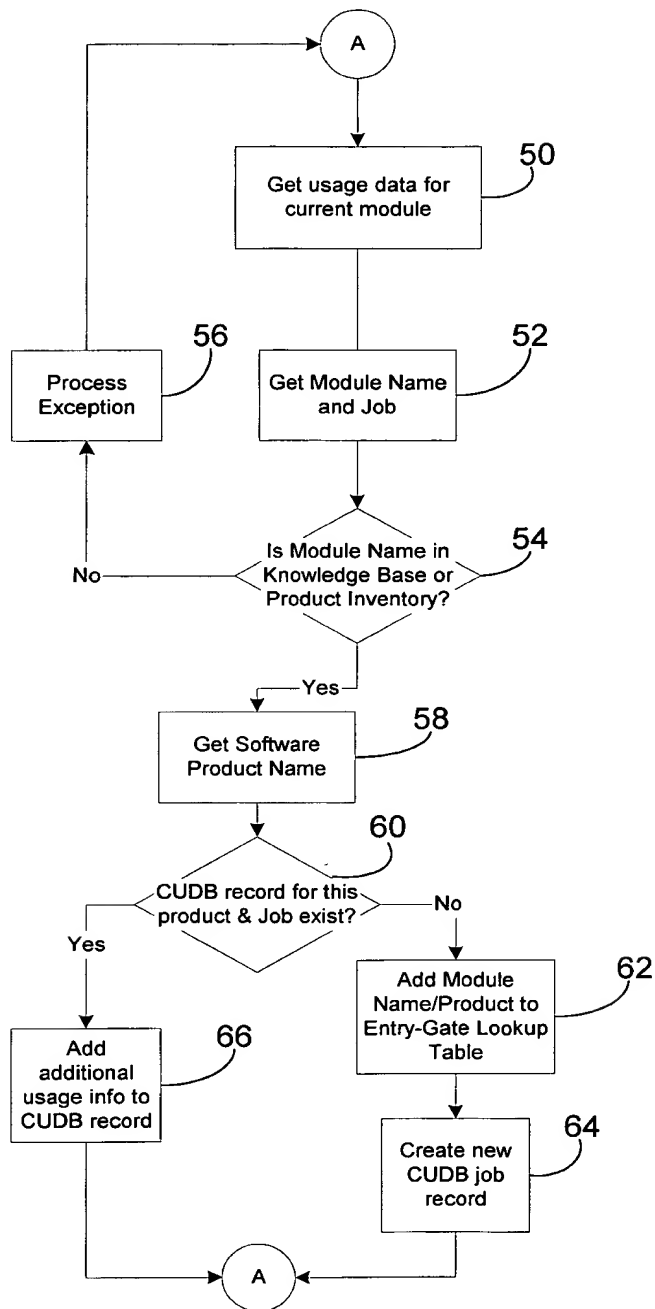 A
50
Get usage data for
current module
52
Get Module Name
and Job
56
Process
Exception
54
Is Module Name in
Knowledge Base or
Product Inventory?
No
Yes
58
Get Software
Product Name
60
CUDB record for this
product & Job exist?
No
Yes
62
Add Module
Name/Product to
Entry-Gate Lookup
Table
66
Add
additional
usage info to
CUDB record
64
Create new
CUDB job
record
A